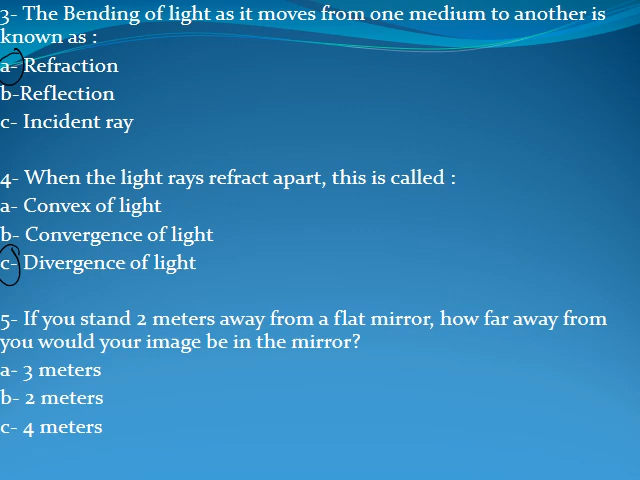 3- The Bending of light as it moves from one medium to another is
known as :
a- Refraction
b-Reflection
c- Incident ray
4- When the light rays refract apart, this is called :
a- Convex of light
b- Convergence of light
c- Divergence of light
5- If you stand 2 meters away from a flat mirror, how far away from
you would your image be in the mirror?
a- 3 meters
b- 2 meters
c- 4 meters